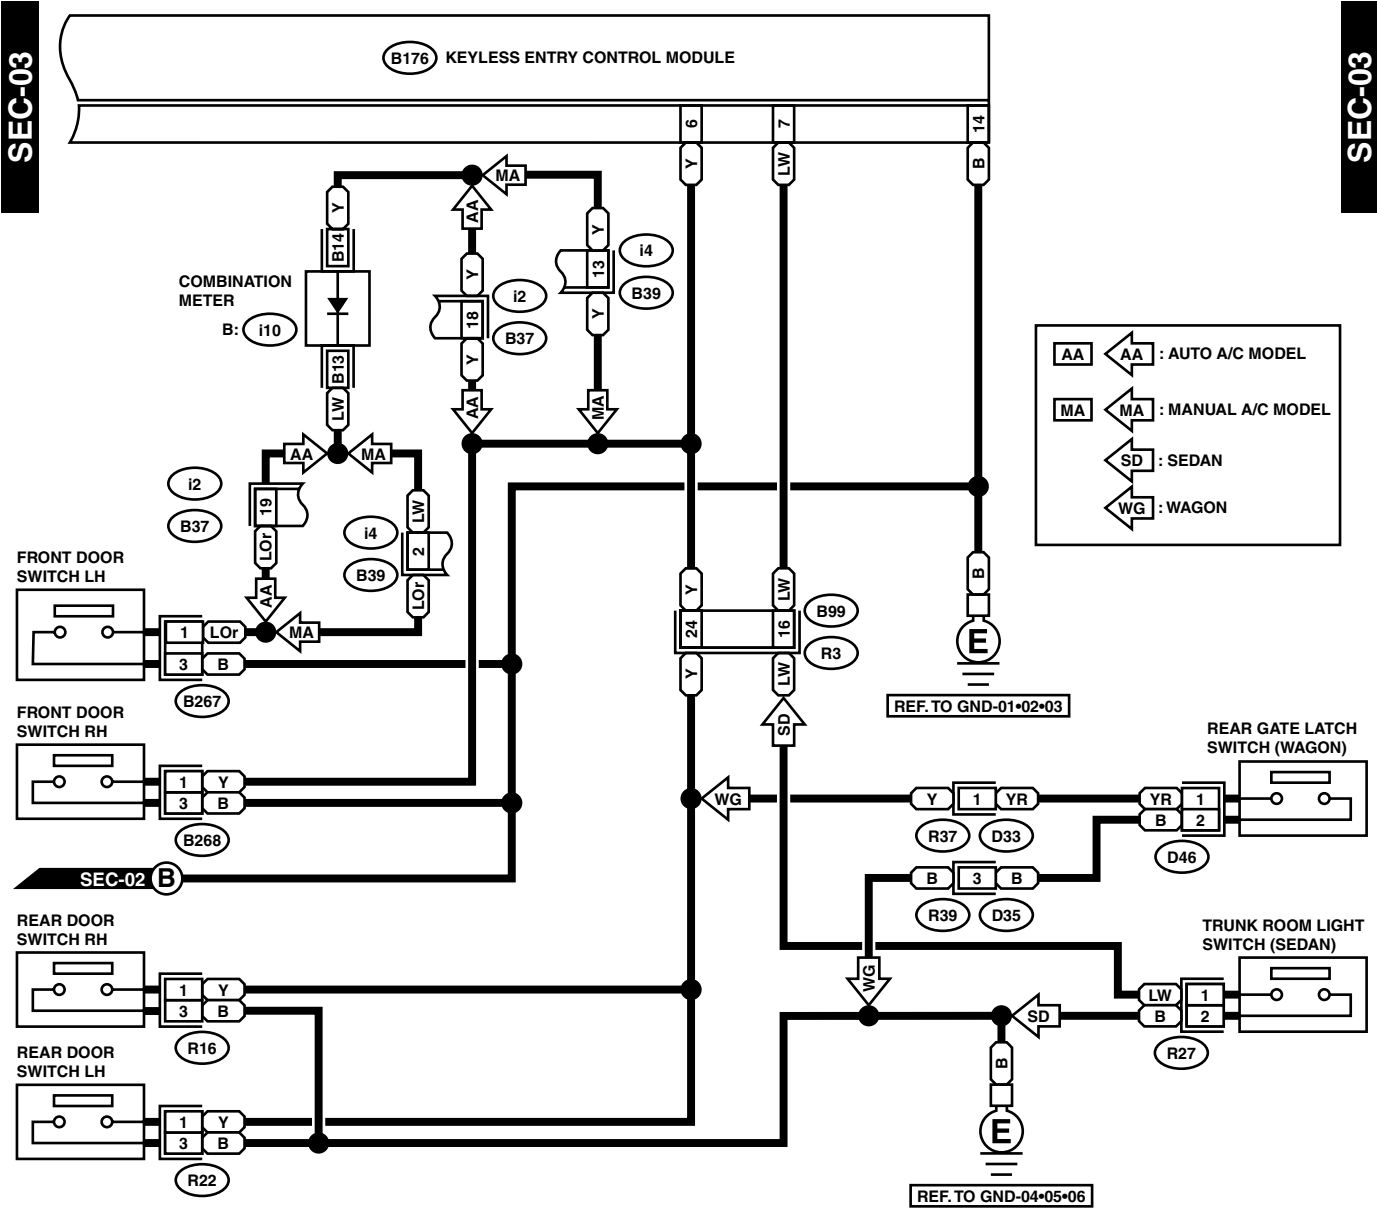 SEC-03
SEC-03
B176 KEYLESS ENTRY CONTROL MODULE
6 7 14
Y LW B
MA
Y AA Y
B14 Y 13 i4
COMBINATION
METER
B: i10
i2
B39
18
B37
Y Y
B13
LW AA MA
AA AA : AUTO A/C MODEL
MA MA : MANUAL A/C MODEL
SD : SEDAN
WG : WAGON
AA MA
i2 19 LW
B37 LOr
i4 2
B39 LOr
AA
B
FRONT DOOR
SWITCH LH
1 LOr MA
3 B
B267
Y LW
24 16 B99
R3
Y LW
E
REF. TO GND-01•02•03
SD
FRONT DOOR
SWITCH RH
1 Y
3 B
B268
REAR GATE LATCH
SWITCH (WAGON)
WG Y 1 YR YR 1
B 2
R37 D33
D46
SEC-02 B
B 3 B
R39 D35
REAR DOOR
SWITCH RH
1 Y
3 B
R16
TRUNK ROOM LIGHT
SWITCH (SEDAN)
WG
LW 1
SD B 2
R27
REAR DOOR
SWITCH LH
1 Y
3 B
R22
B
E
REF. TO GND-04•05•06